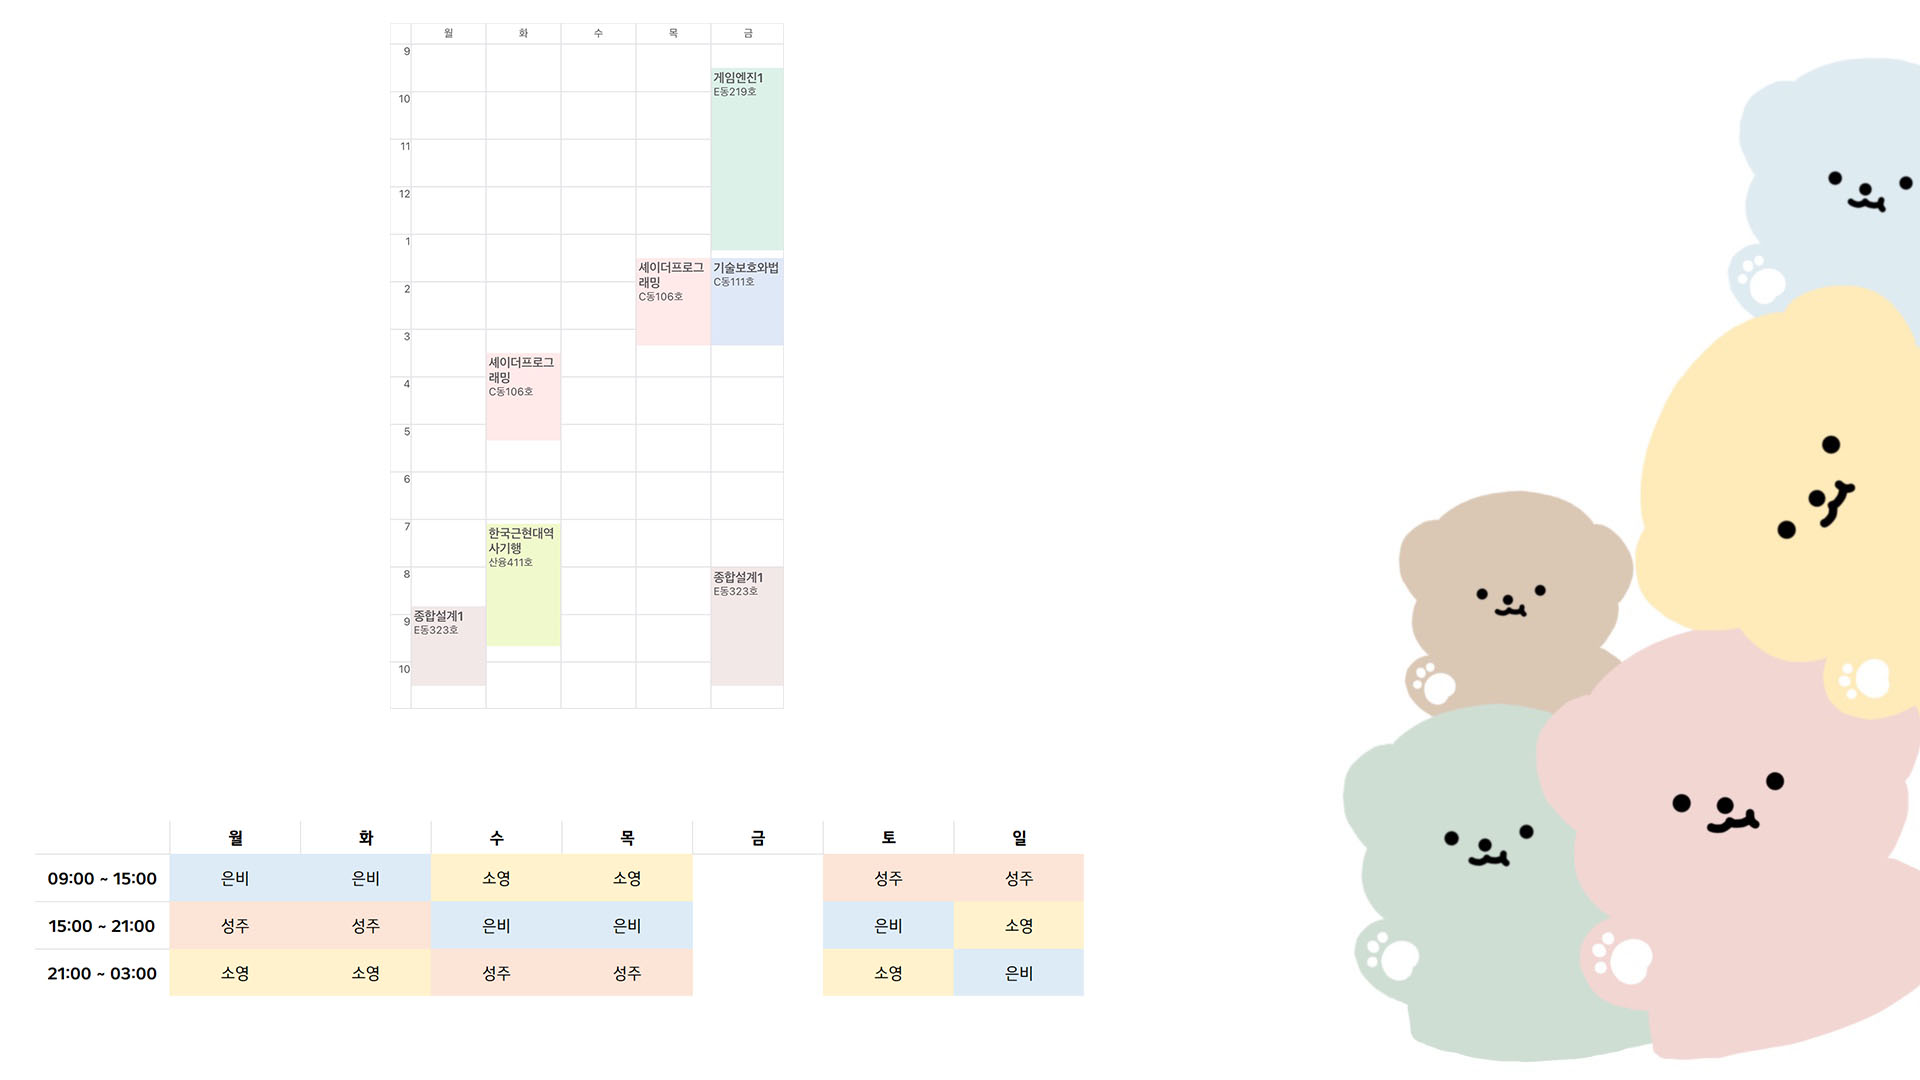 월 화 수 목 금
9
게임엔진1
E동219호
10
11
12
1
셰이더프로그 기술보호와법
래밍 C동111호
C동106호
2
3
셰이더프로그
래밍
C동106호
4
5
6
7
한국근현대역
사기행
산융411호
8
종합설계1
E동323호
종합설계1
9
E동323호
10
월 화 수 목 금 토 일
09:00 ~ 15:00 은비 은비 소영 소영 성주 성주
15:00 ~ 21:00 성주 성주 은비 은비 은비 소영
21:00 ~ 03:00 소영 소영 성주 성주 소영 은비